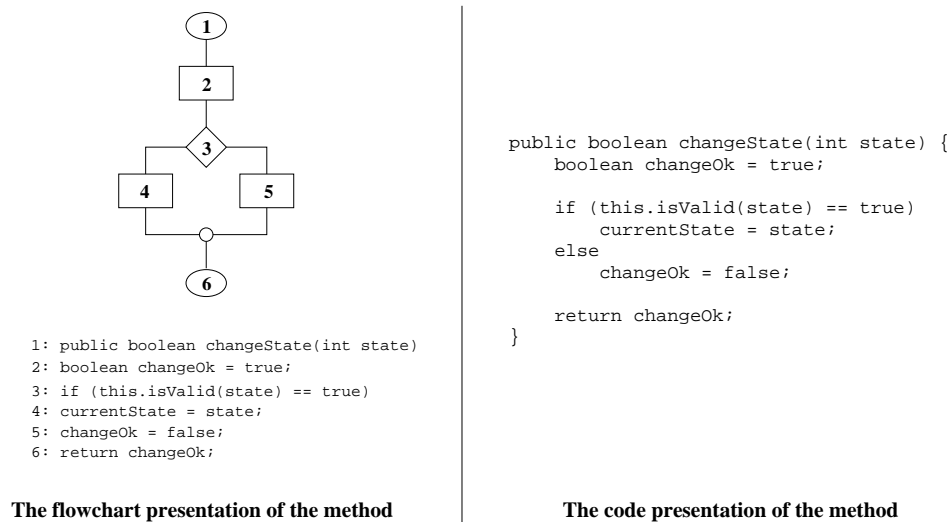 1
2
3
4
5
6
1: public boolean changeState(int state)
2: boolean changeOk = true;
3: if (this.isValid(state) == true)
4: currentState = state;
5: changeOk = false;
6: return changeOk;
The flowchart presentation of the method
public boolean changeState(int state) {
boolean changeOk = true;
if (this.isValid(state) == true)
currentState = state;
else
changeOk = false;
return changeOk;
}
The code presentation of the method